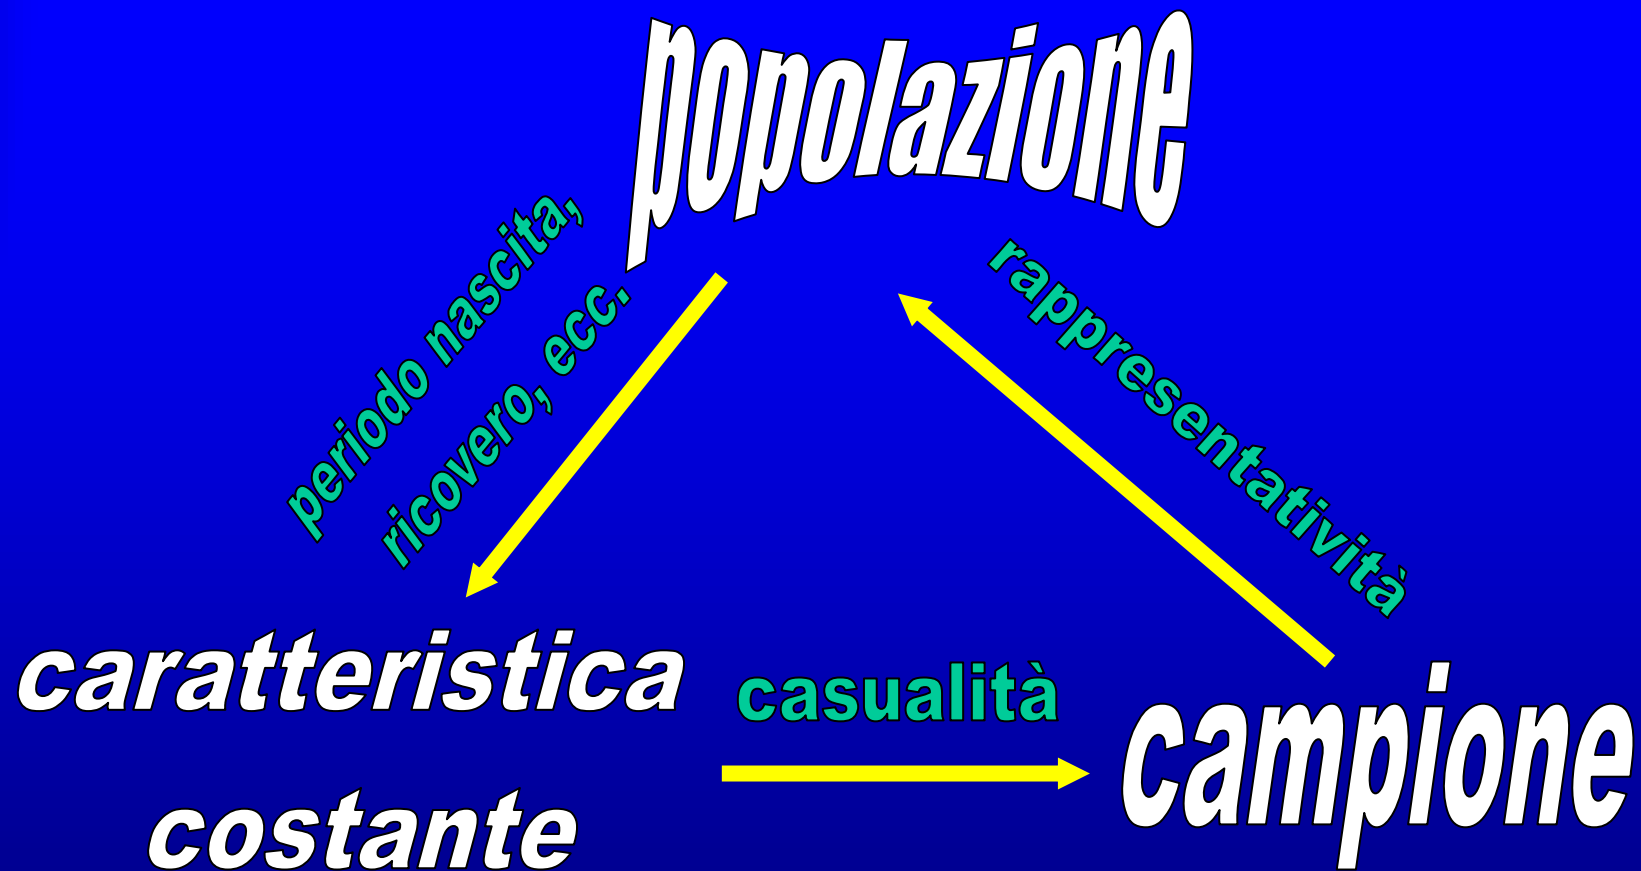 popolazione
periodo nascita,
ricovero, ecc.
rappresentatività
caratteristica
costante
casualità
campione